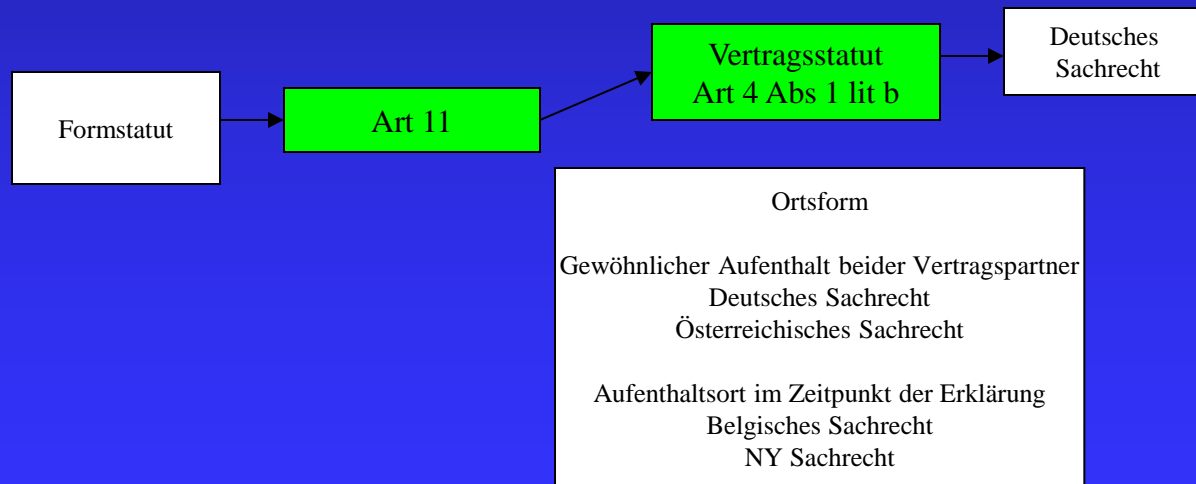 Formstatut
Art 11
Vertragsstatut
Art 4 Abs 1 lit b
Deutsches
Sachrecht
Ortsform
Gewöhnlicher Aufenthalt beider Vertragspartner
Deutsches Sachrecht
Österreichisches Sachrecht
Aufenthaltsort im Zeitpunkt der Erklärung
Belgisches Sachrecht
NY Sachrecht